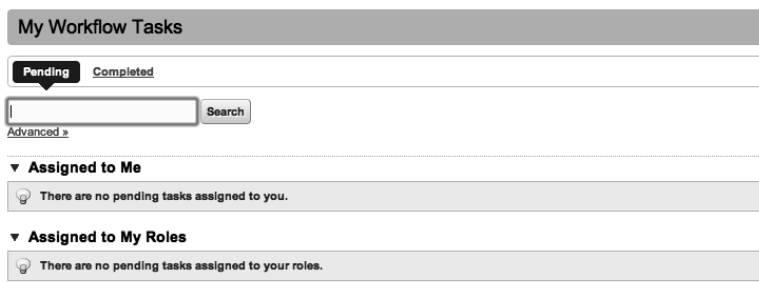 My Workflow Tasks
Pending Completed
Search
Advanced »
Assigned to Me
There are no pending tasks assigned to you.
Assigned to My Roles
There are no pending tasks assigned to your roles.